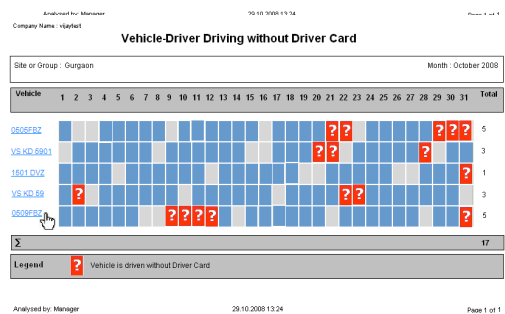 Analysed by: Manager 29.10.2008 13:24 Page 1 of 1
Company Name : vijaytest
Vehicle-Driver Driving without Driver Card
Site or Group : Gurgaon Month : October 2008
Vehicle 1 2 3 4 5 6 7 8 9 10 11 12 13 14 15 16 17 18 19 20 21 22 23 24 25 26 27 28 29 30 31 Total
0505FBZ ? ? ? ? ? 5
VS KD 5901 ? ? ? 3
1501 DVZ ? 1
VS KD 59 ? ? ? 3
0509FBZ ? ? ? ? ? 5
Σ 17
Legend ? Vehicle is driven without Driver Card
Analysed by: Manager 29.10.2008 13:24 Page 1 of 1